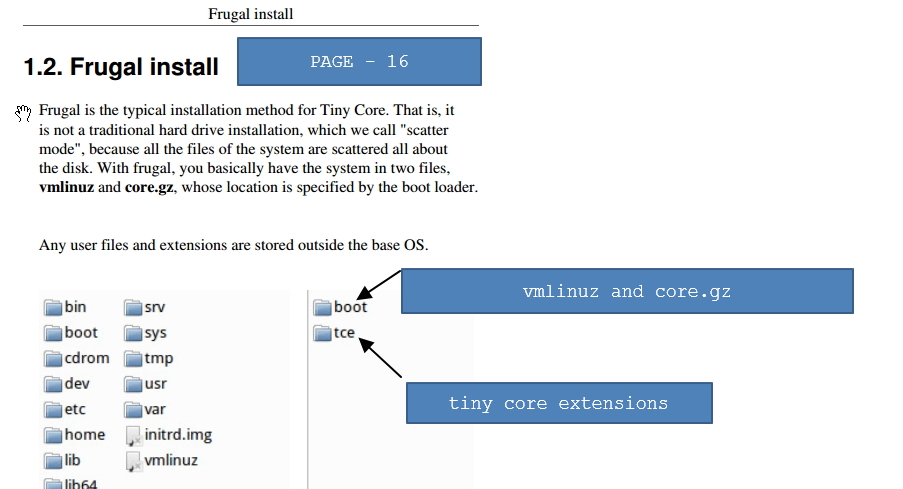 Frugal install
1.2. Frugal install
PAGE - 16
Frugal is the typical installation method for Tiny Core. That is, it
is not a traditional hard drive installation, which we call "scatter
mode", because all the files of the system are scattered all about
the disk. With frugal, you basically have the system in two files,
vmlinuz and core.gz, whose location is specified by the boot loader.
Any user files and extensions are stored outside the base OS.
vmlinuz and core.gz
bin srv boot
boot sys tce
cdrom tmp
dev usr
tiny core extensions
etc var
home initrd.img
lib vmlinuz
lib64